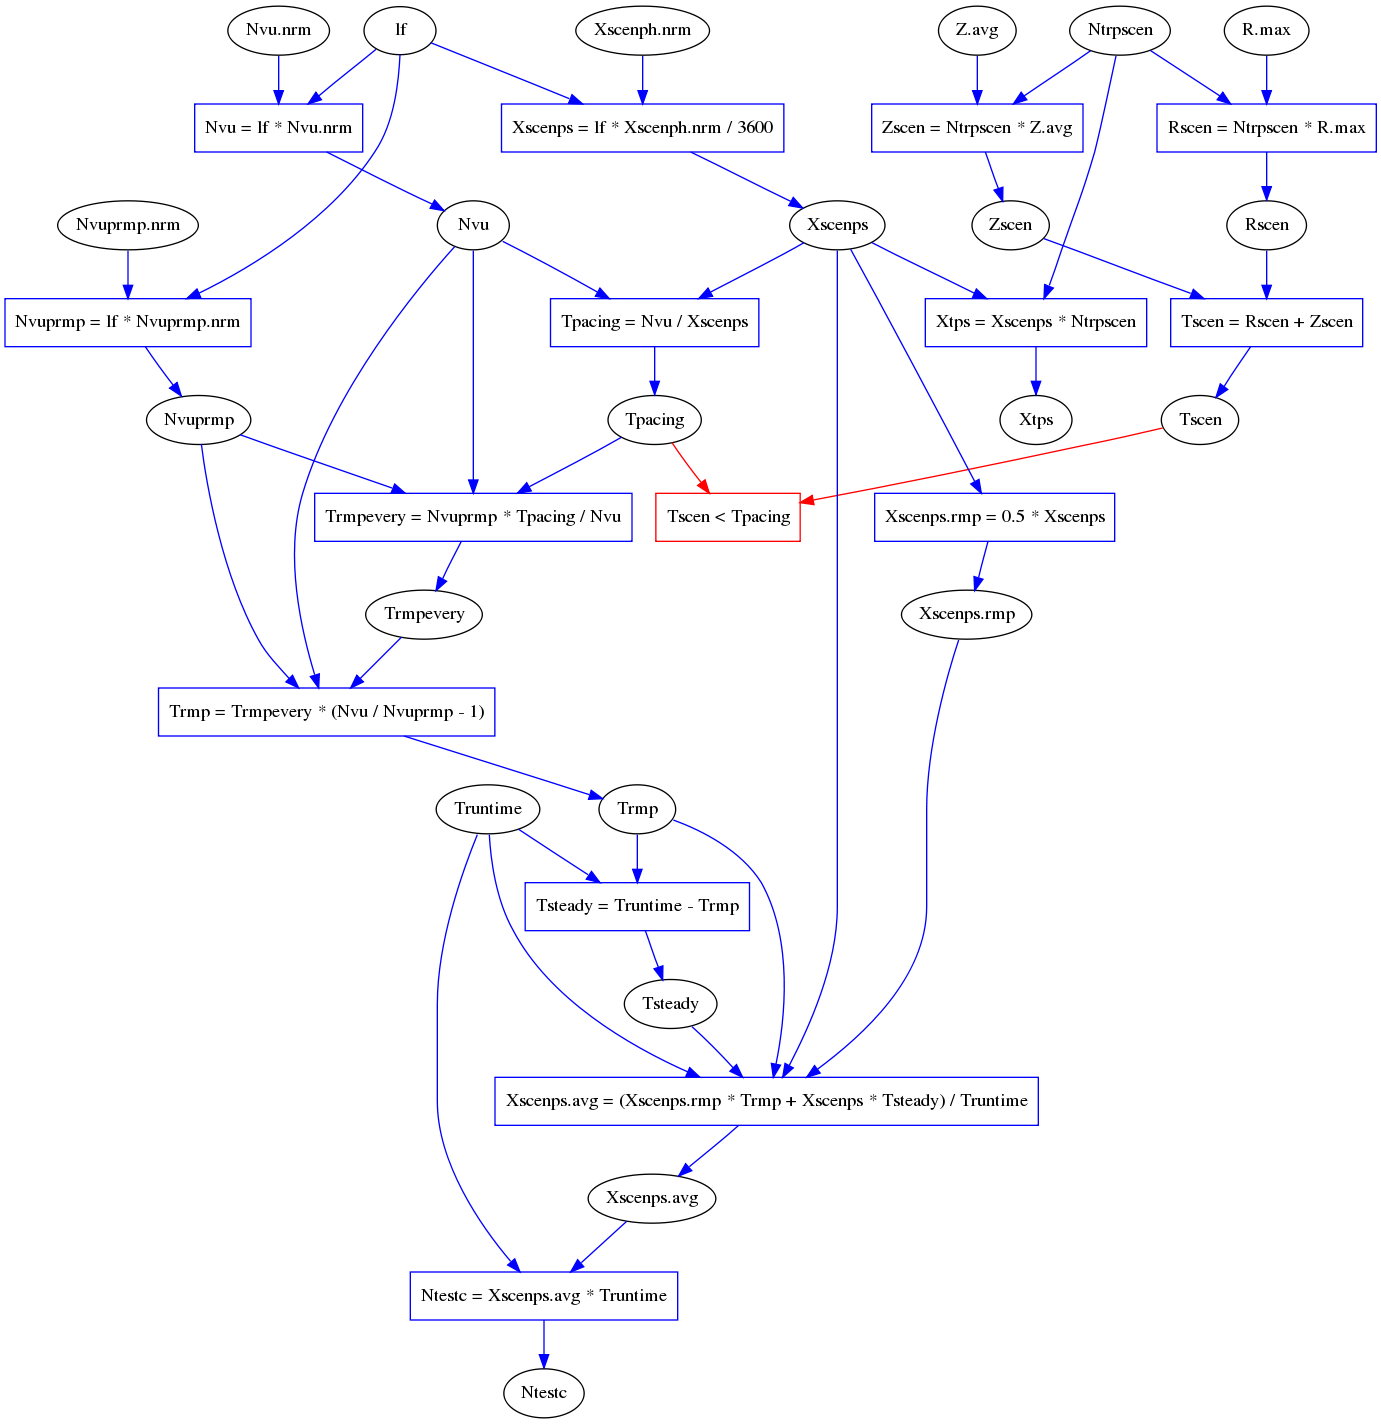 Nvu.nrm
lf
Xscenph.nrm
Z.avg
Ntrpscen
R.max
Nvu = lf * Nvu.nrm
Xscenps = lf * Xscenph.nrm / 3600
Zscen = Ntrpscen * Z.avg
Rscen = Ntrpscen * R.max
Nvuprmp.nrm
Nvu
Xscenps
Zscen
Rscen
Nvuprmp = lf * Nvuprmp.nrm
Tpacing = Nvu / Xscenps
Xtps = Xscenps * Ntrpscen
Tscen = Rscen + Zscen
Nvuprmp
Tpacing
Xtps
Tscen
Trmpevery = Nvuprmp * Tpacing / Nvu
Tscen < Tpacing
Xscenps.rmp = 0.5 * Xscenps
Trmpevery
Xscenps.rmp
Trmp = Trmpevery * (Nvu / Nvuprmp - 1)
Truntime
Trmp
Tsteady = Truntime - Trmp
Tsteady
Xscenps.avg = (Xscenps.rmp * Trmp + Xscenps * Tsteady) / Truntime
Xscenps.avg
Ntestc = Xscenps.avg * Truntime
Ntestc